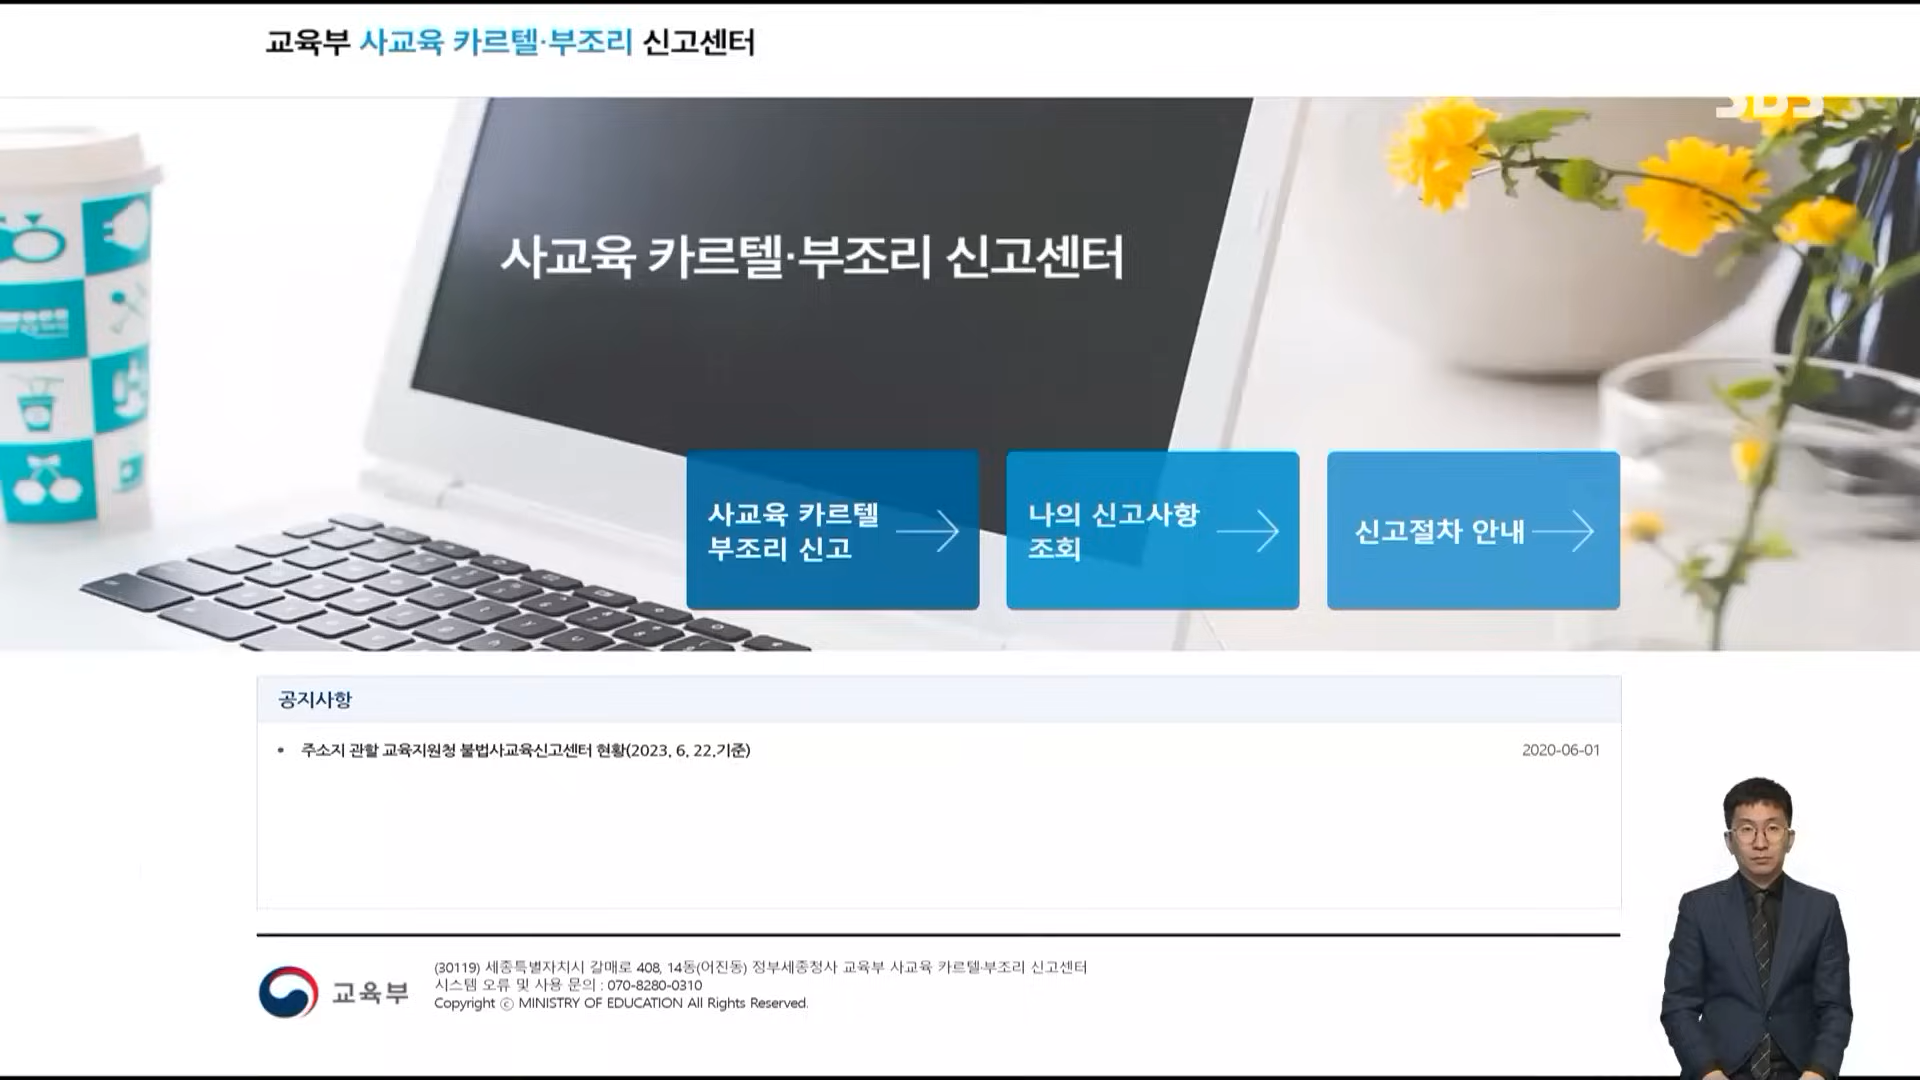 교육부 사교육 카르텔·부조리 신고센터
SBS
사교육 카르텔·부조리 신고센터
사교육 카르텔
부조리 신고
나의 신고사항
조회
신고절차 안내
공지사항
• 주소지 관할 교육지원청 불법사교육신고센터 현황(2023. 6. 22.기준) 2020-06-01
교육부
(30119) 세종특별자치시 갈매로 408, 14동(어진동) 정부세종청사 교육부 사교육 카르텔·부조리 신고센터
시스템 오류 및 사용 문의 : 070-8280-0310
Copyright ⓒ MINISTRY OF EDUCATION All Rights Reserved.